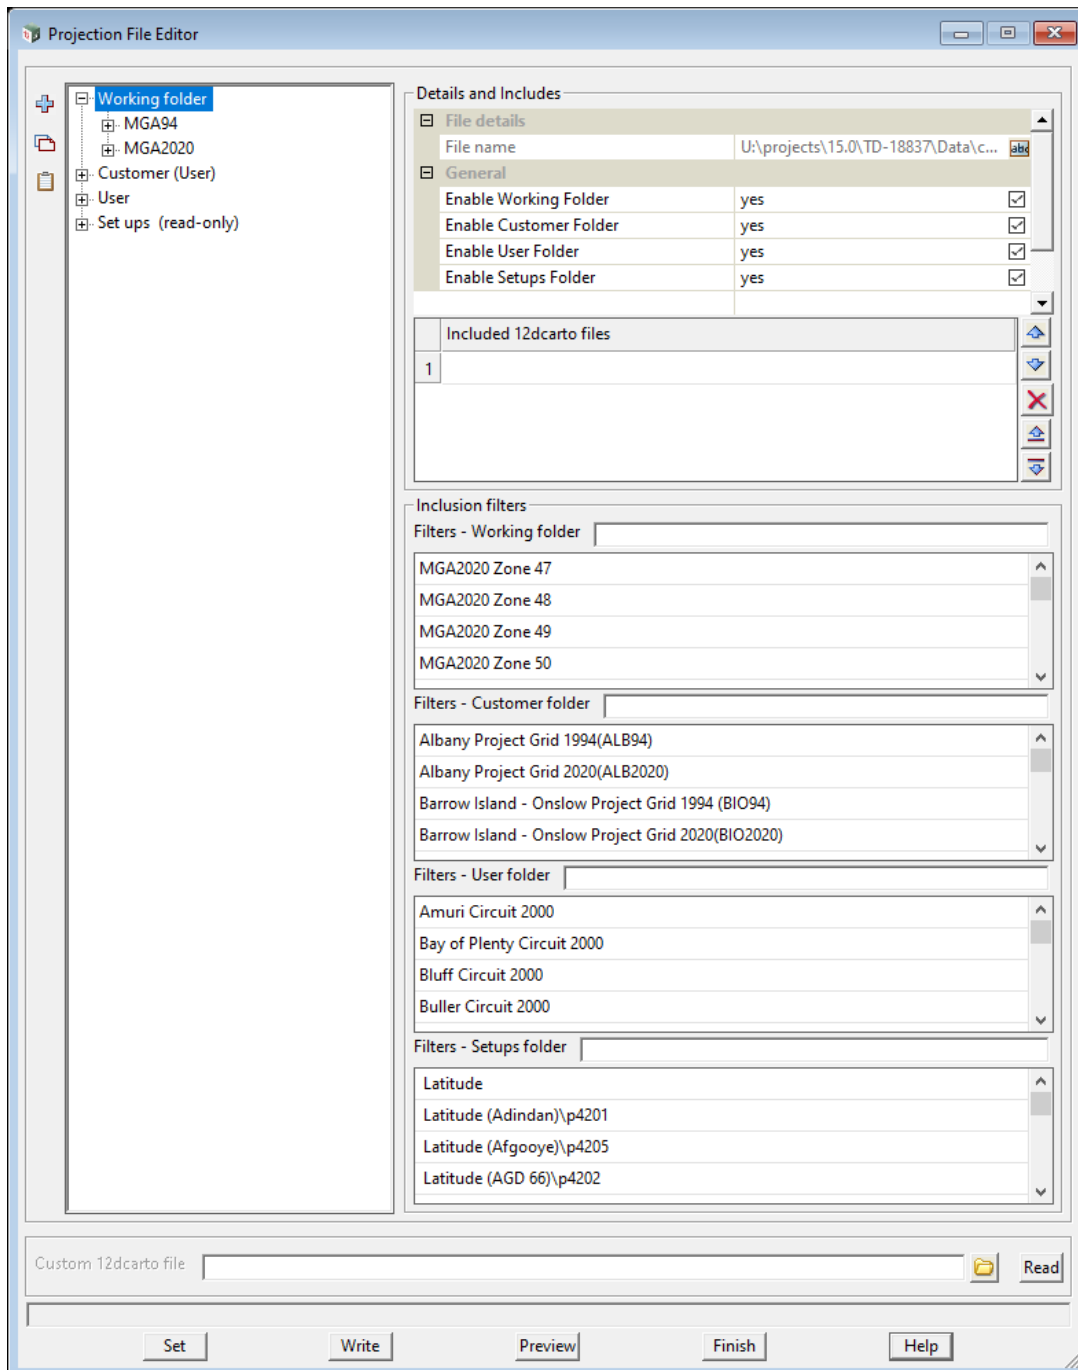 Projection File Editor
Working folder
MGA94
MGA2020
Customer (User)
User
Set ups (read-only)
Details and Includes
File details
File name U:\projects\15.0\TD-18837\Data\c... abc
General
Enable Working Folder yes
Enable Customer Folder yes
Enable User Folder yes
Enable Setups Folder yes
Included 12dcarto files
1
Inclusion filters
Filters - Working folder
MGA2020 Zone 47
MGA2020 Zone 48
MGA2020 Zone 49
MGA2020 Zone 50
Filters - Customer folder
Albany Project Grid 1994(ALB94)
Albany Project Grid 2020(ALB2020)
Barrow Island - Onslow Project Grid 1994 (BIO94)
Barrow Island - Onslow Project Grid 2020(BIO2020)
Filters - User folder
Amuri Circuit 2000
Bay of Plenty Circuit 2000
Bluff Circuit 2000
Buller Circuit 2000
Filters - Setups folder
Latitude
Latitude (Adindan)\p4201
Latitude (Afgooye)\p4205
Latitude (AGD 66)\p4202
Custom 12dcarto file Read
Set Write Preview Finish Help